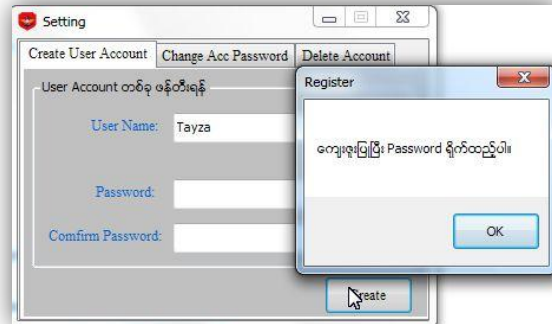 Setting
Create User Account
Change Acc Password
Delete Account
User Account တစ်ခု ဖန်တီးရန်
User Name:
Tayza
Password:
Comfirm Password:
Create
Register
ကျေးဇူးပြုပြီး Password ရိုက်ထည့်ပါ။
OK